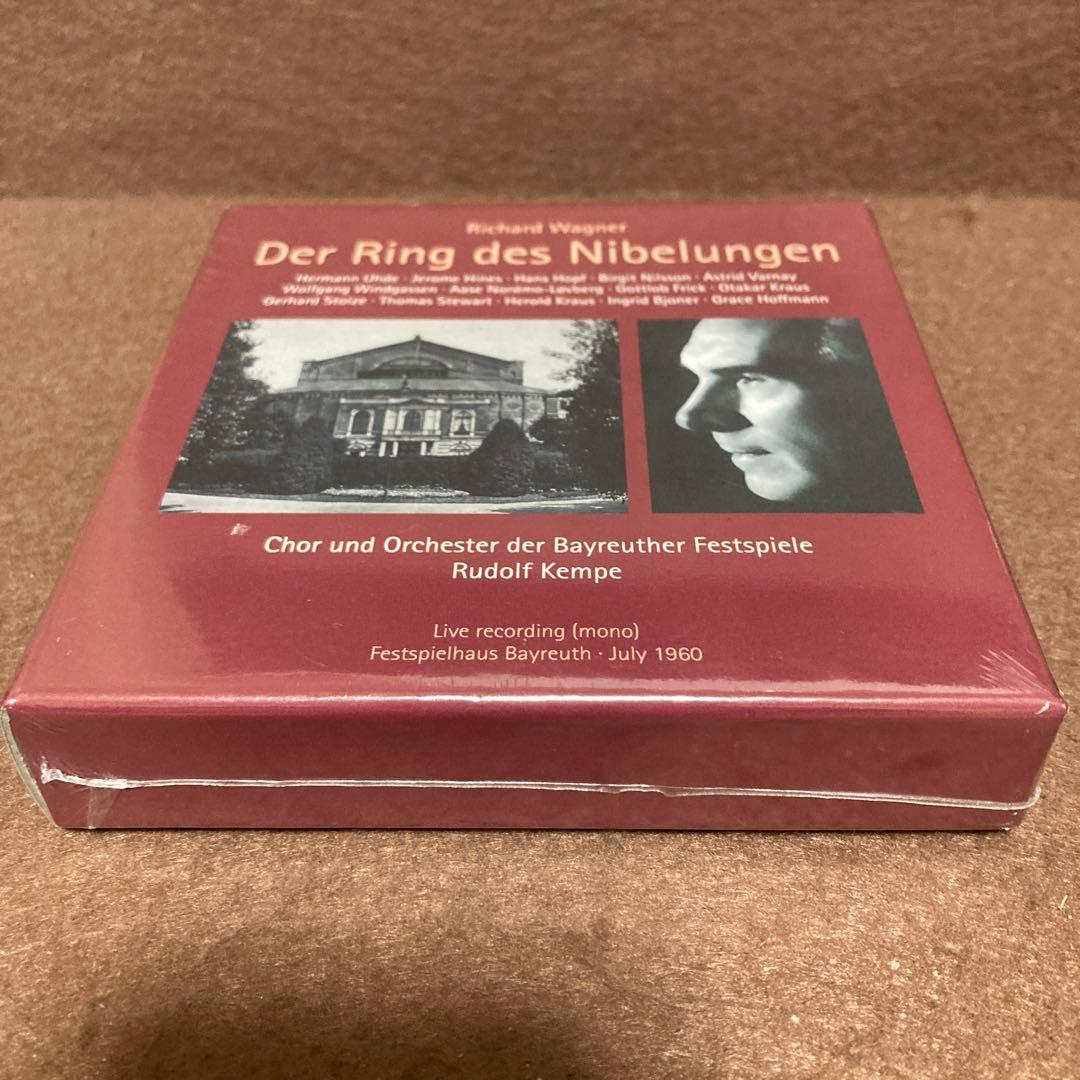 Richard Wagner
Der Ring des Nibelungen
Hermann Uhde · Jerome Hines · Hans Hopf · Birgit Nilsson · Astrid Varnay
Wolfgang Windgassen · Aase Nordmo-Løvberg · Gottlob Frick · Otakar Kraus
Gerhard Stolze · Thomas Stewart · Herold Kraus · Ingrid Bjoner · Grace Hoffmann
Chor und Orchester der Bayreuther Festspiele
Rudolf Kempe
Live recording (mono)
Festspielhaus Bayreuth · July 1960